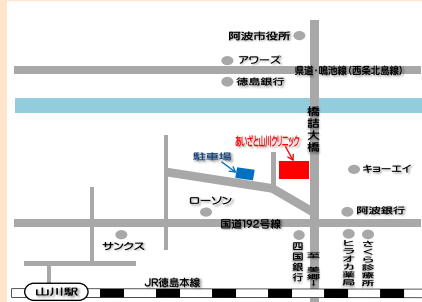 阿波市役所
アワーズ
県道・鳴池線(西条北島線)
徳島銀行
橋詰大橋
あいざと山川クリニック
駐車場
キョーエイ
ローソン
阿波銀行
国道192号線
サンクス
四国銀行
至 美郷→
ヒラオカ薬局
さくら診療所
JR徳島本線
山川駅